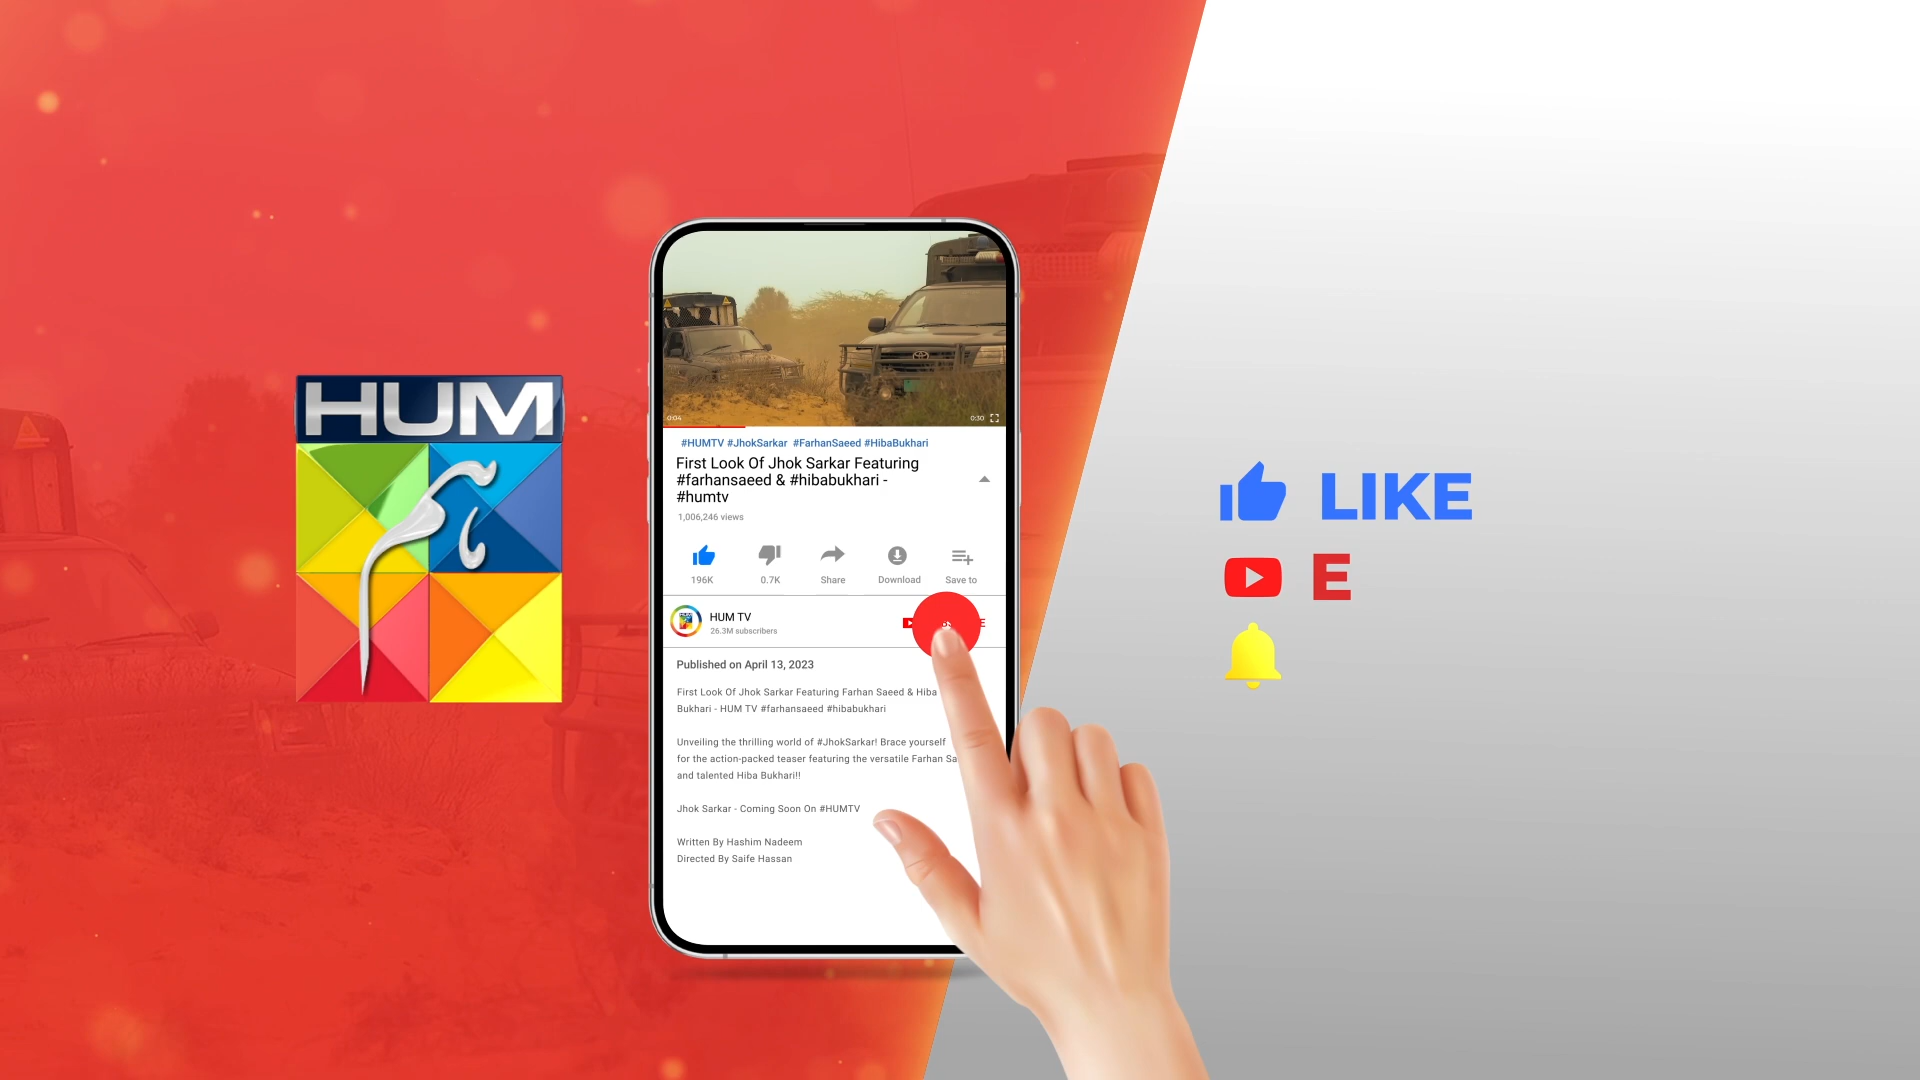 HUM
0:04
0:30
#HUMTV #JhokSarkar #FarhanSaeed #HibaBukhari
First Look Of Jhok Sarkar Featuring
#farhansaeed & #hibabukhari -
#humtv
1,006,246 views
196K
0.7K
Share
Download
Save to
HUM TV
26.3M subscribers
E
Published on April 13, 2023
First Look Of Jhok Sarkar Featuring Farhan Saeed & Hiba
Bukhari - HUM TV #farhansaeed #hibabukhari
Unveiling the thrilling world of #JhokSarkar! Brace yourself
for the action-packed teaser featuring the versatile Farhan Sa
and talented Hiba Bukhari!!
Jhok Sarkar - Coming Soon On #HUMTV
Written By Hashim Nadeem
Directed By Saife Hassan
LIKE
E